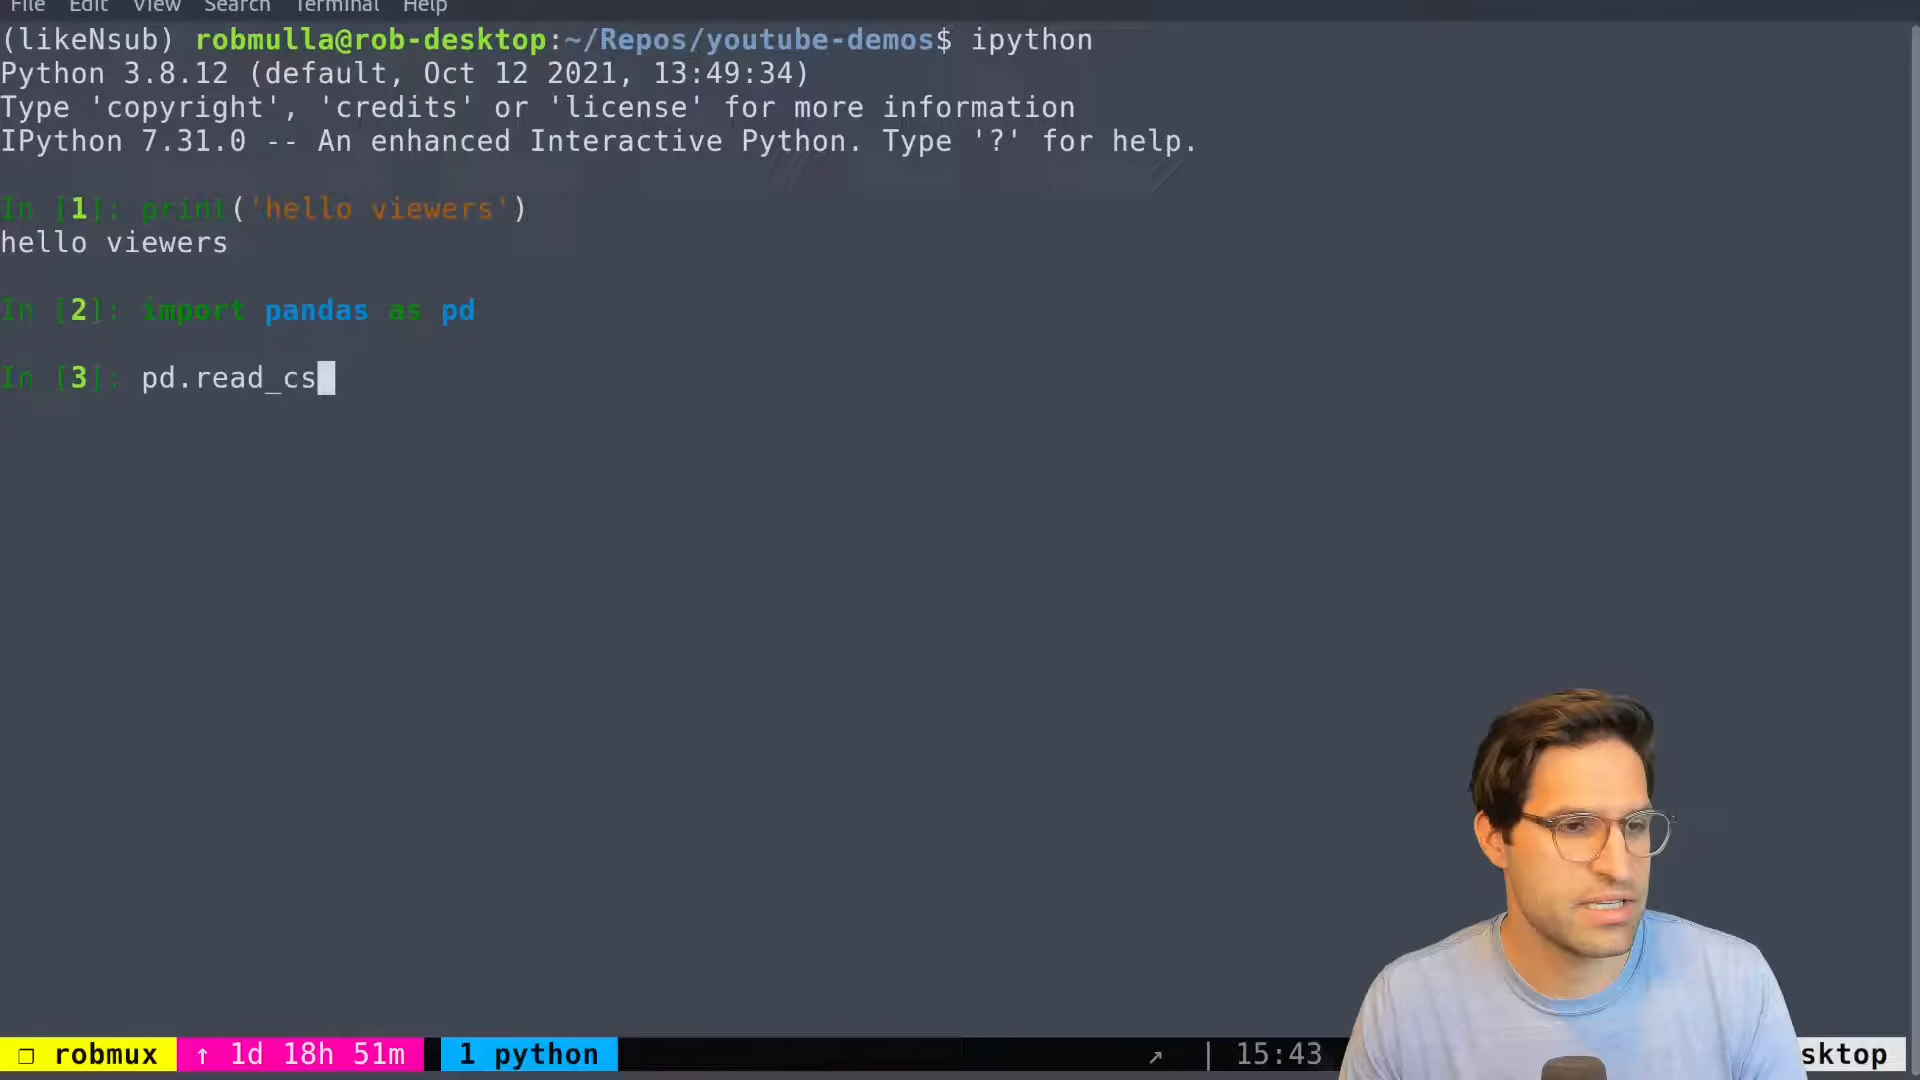 File Edit View Search Terminal Help
(likeNsub) robmulla@rob-desktop:~/Repos/youtube-demos$ ipython
Python 3.8.12 (default, Oct 12 2021, 13:49:34)
Type 'copyright', 'credits' or 'license' for more information
IPython 7.31.0 -- An enhanced Interactive Python. Type '?' for help.
In [1]: print('hello viewers')
hello viewers
In [2]: import pandas as pd
In [3]: pd.read_cs
❐ robmux ↑ 1d 18h 51m 1 python ↗ | 15:43 sktop